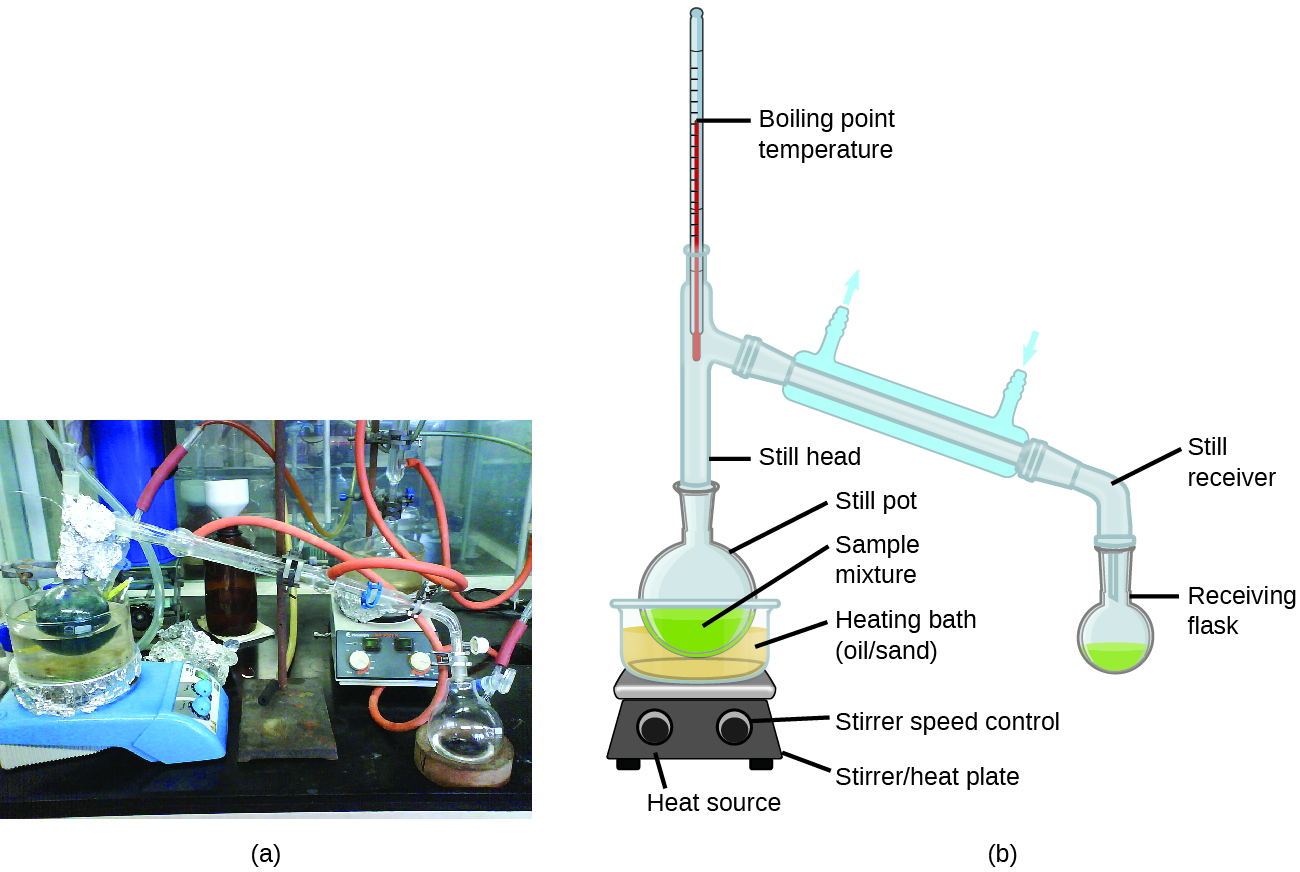 Boiling point
temperature
Still head
Still
receiver
Still pot
Sample
mixture
Receiving
flask
Heating bath
(oil/sand)
Stirrer speed control
Stirrer/heat plate
Heat source
(a)
(b)